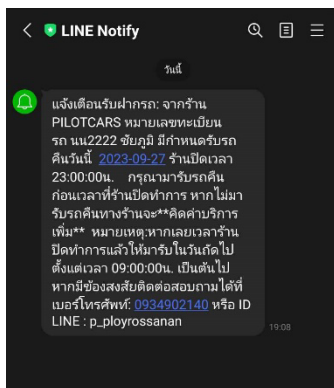 LINE Notify
วันนี้
แจ้งเตือนรับฝากรถ: จากร้าน
PILOTCARS หมายเลขทะเบียน
รถ นน2222 ชัยภูมิ มีกำหนดรับรถ
คืนวันนี้ 2023-09-27 ร้านปิดเวลา
23:00:00น. กรุณามารับรถคืน
ก่อนเวลาที่ร้านปิดทำการ หากไม่มา
รับรถคืนทางร้านจะ**คิดค่าบริการ
เพิ่ม** หมายเหตุ:หากเลยเวลาร้าน
ปิดทำการแล้วให้มารับในวันถัดไป
ตั้งแต่เวลา 09:00:00น. เป็นต้นไป
หากมีข้องสงสัยติดต่อสอบถามได้ที่
เบอร์โทรศัพท์: 0934902140 หรือ ID
LINE : p_ployrossanan
19:08